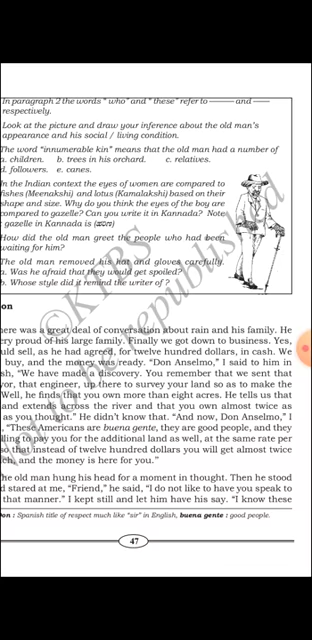 In paragraph 2 the words " who" and " these" refer to ——— and ——
respectively.
Look at the picture and draw your inference about the old man's
appearance and his social / living condition.
The word "innumerable kin" means that the old man had a number of
a. children. b. trees in his orchard. c. relatives.
d. followers. e. canes.
In the Indian context the eyes of women are compared to
fishes (Meenakshi) and lotus (Kamalakshi) based on their
shape and size. Why do you think the eyes of the boy are
compared to gazelle? Can you write it in Kannada? Note
: gazelle in Kannada is
How did the old man greet the people who had been
waiting for him?
The old man removed his hat and gloves carefully.
a. Was he afraid that they would get spoiled?
b. Whose style did it remind the writer of ?
on
here was a great deal of conversation about rain and his family. He
ery proud of his large family. Finally we got down to business. Yes,
uld sell, as he had agreed, for twelve hundred dollars, in cash. We
buy, and the money was ready. "Don Anselmo", I said to him in
sh, "We have made a discovery. You remember that we sent that
yor, that engineer, up there to survey your land so as to make the
Well, he finds that you own more than eight acres. He tells us that
and extends across the river and that you own almost twice as
as you thought." He didn't know that. "And now, Don Anselmo," I
, "These Americans are buena gente, they are good people, and they
lling to pay you for the additional land as well, at the same rate per
so that instead of twelve hundred dollars you will get almost twice
ch, and the money is here for you."
he old man hung his head for a moment in thought. Then he stood
d stared at me, "Friend," he said, "I do not like to have you speak to
that manner." I kept still and let him have his say. "I know these
on : Spanish title of respect much like "sir" in English, buena gente : good people.
47
©KTBS
Not to be republished